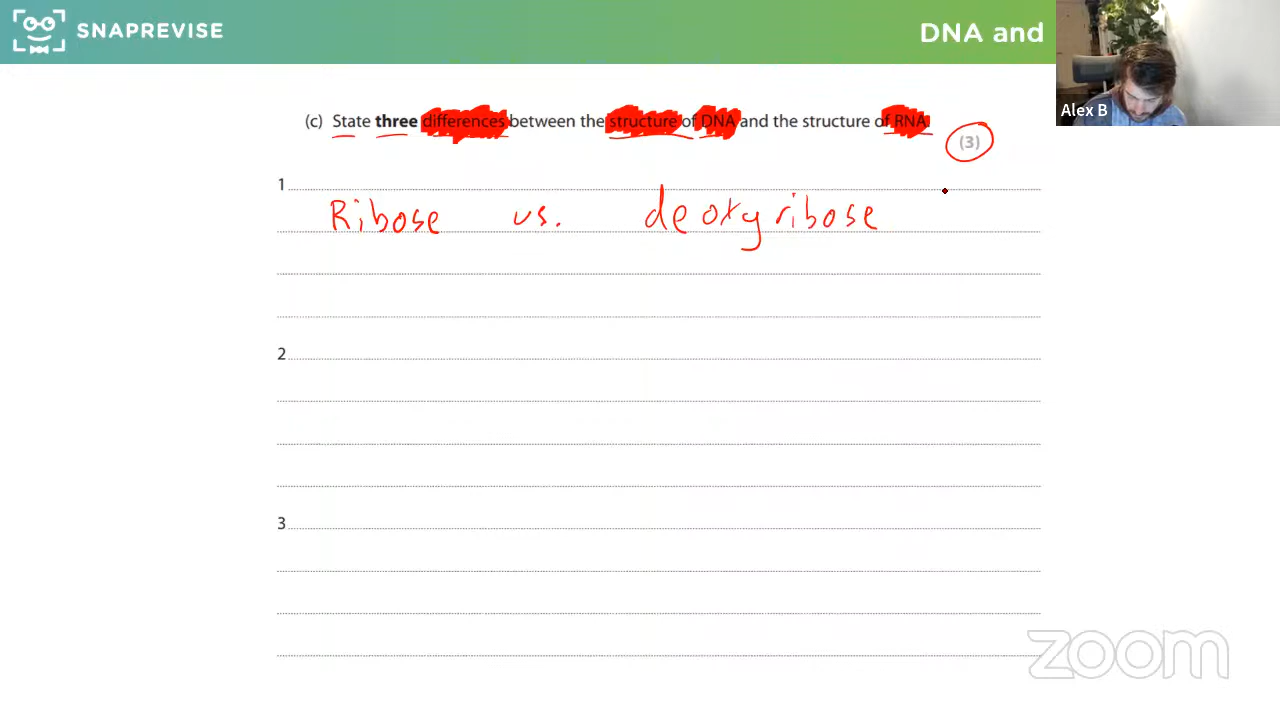 SNAPREVISE
DNA and
Alex B
(c) State three differences between the structure of DNA and the structure of RNA.
(3)
1
Ribose vs. deoxyribose
2
3
zoom